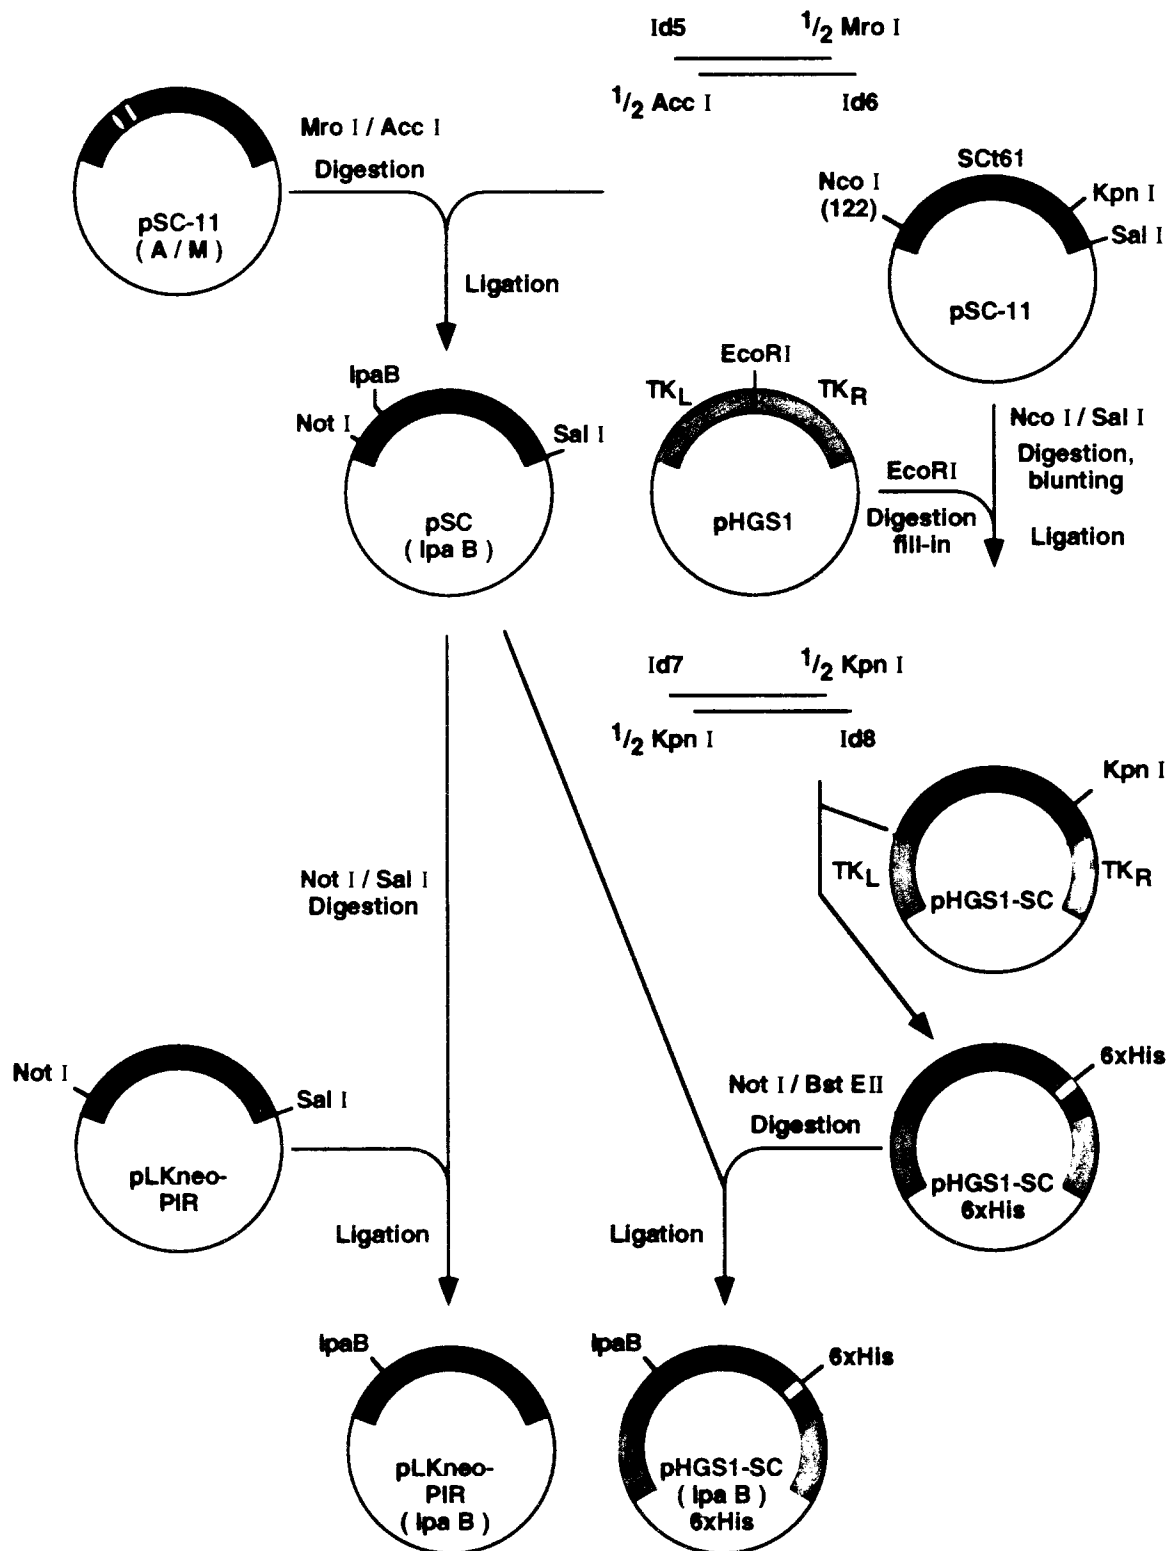 Id5
1/2 Mro I
1/2 Acc I
Id6
Mro I / Acc I
Digestion
pSC-11
( A / M )
Ligation
SCt61
Nco I
(122)
Kpn I
Sal I
pSC-11
IpaB
Not I
Sal I
pSC
( Ipa B )
EcoRI
TKL
TKR
pHGS1
EcoRI
Digestion
fill-in
Nco I / Sal I
Digestion,
blunting
Ligation
Id7
1/2 Kpn I
1/2 Kpn I
Id8
Kpn I
TKL
TKR
pHGS1-SC
Not I / Sal I
Digestion
Not I
Sal I
pLKneo-
PIR
Ligation
Not I / Bst EII
Digestion
6xHis
pHGS1-SC
6xHis
Ligation
IpaB
pLKneo-
PIR
( Ipa B )
IpaB
6xHis
pHGS1-SC
( Ipa B )
6xHis